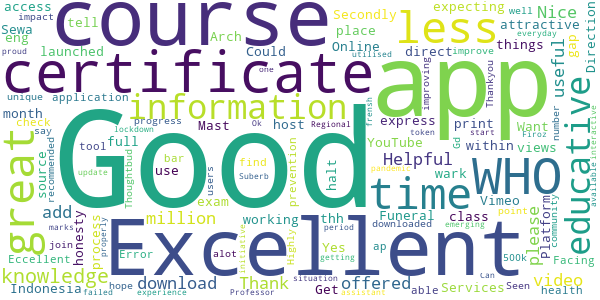 access
course
less
expecting
Nice
impact
tell
Secondly
attractive
Direction
Sewa
eng
launched
Arch
place
Could
Online
direct
things
gap
proud
improve
everyday
well
utilised
certificate
app
useful
unique
application
one
improving
Thankyou
month
information
express
Want
number
Firoz
check
progress
Mast
host
print
between
tool
full
Ok
Regional
YouTube
token
start
Gd
say
lockdown
bar
frensh
Helpful
views
source
recommended
use
find
halt
WHO
educative
available
interactive
great
Good
time
update
Thoughtbud
users
Suberb
prevention
pandemic
wark
Platform
community
add
exam
Vimeo
point
emerging
million
Funeral
class
please
honesty
process
Excellent
Eccellent
marks
join
Error
properly
alot
Highly
initiative
working
thh
Yes
ap
downloaded
Facing
500k
knowledge
Thank
offered
Services
video
Indonesia
hope
download
period
getting
Get
able
Seen
health
failed
experience
Professor
situation
assistant
Can